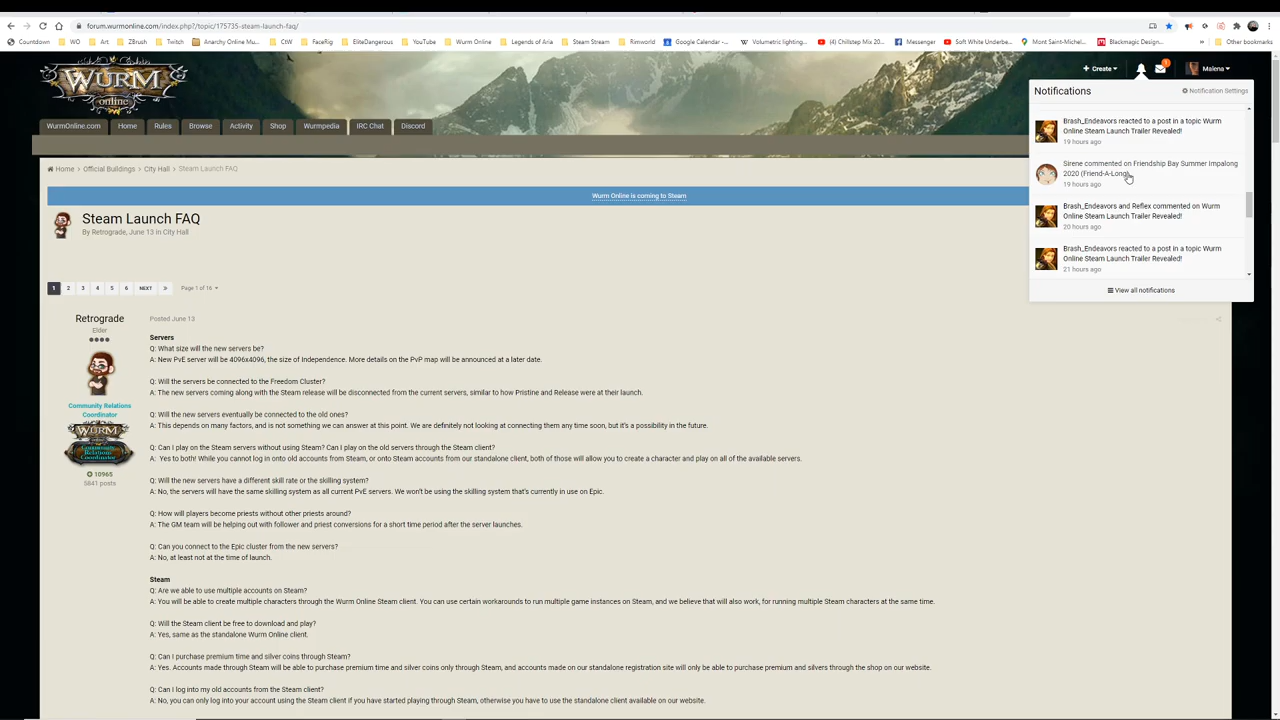 forum.wurmonline.com/index.php?/topic/175735-steam-launch-faq/
Countdown WO Art ZBrush Twitch Anarchy Online Mu... CtW FaceRig EliteDangerous YouTube Wurm Online Legends of Aria Steam Stream Rimworld Google Calendar -... Volumetric lighting,... (4) Chillstep Mix 20... Messenger Soft White Underbe... Mont Saint-Michel... Blackmagic Design... » Other bookmarks
WURM
online
+ Create 1 Malena
WurmOnline.com Home Rules Browse Activity Shop Wurmpedia IRC Chat Discord
Notifications Notification Settings
Brash_Endeavors reacted to a post in a topic Wurm
Online Steam Launch Trailer Revealed!
19 hours ago
Sirene commented on Friendship Bay Summer Impalong
2020 (Friend-A-Long)
19 hours ago
Brash_Endeavors and Reflex commented on Wurm
Online Steam Launch Trailer Revealed!
20 hours ago
Brash_Endeavors reacted to a post in a topic Wurm
Online Steam Launch Trailer Revealed!
21 hours ago
View all notifications
Home > Official Buildings > City Hall > Steam Launch FAQ
Wurm Online is coming to Steam
Steam Launch FAQ
By Retrograde, June 13 in City Hall
1 2 3 4 5 6 NEXT » Page 1 of 16
Retrograde
Elder
Community Relations
Coordinator
WURM
online
Community
Relations
Coordinator
10965
5841 posts
Posted June 13
Servers
Q: What size will the new servers be?
A: New PvE server will be 4096x4096, the size of Independence. More details on the PvP map will be announced at a later date.
Q: Will the servers be connected to the Freedom Cluster?
A: The new servers coming along with the Steam release will be disconnected from the current servers, similar to how Pristine and Release were at their launch.
Q: Will the new servers eventually be connected to the old ones?
A: This depends on many factors, and is not something we can answer at this point. We are definitely not looking at connecting them any time soon, but it's a possibility in the future.
Q: Can I play on the Steam servers without using Steam? Can I play on the old servers through the Steam client?
A: Yes to both! While you cannot log in onto old accounts from Steam, or onto Steam accounts from our standalone client, both of those will allow you to create a character and play on all of the available servers.
Q: Will the new servers have a different skill rate or the skilling system?
A: No, the servers will have the same skilling system as all current PvE servers. We won't be using the skilling system that's currently in use on Epic.
Q: How will players become priests without other priests around?
A: The GM team will be helping out with follower and priest conversions for a short time period after the server launches.
Q: Can you connect to the Epic cluster from the new servers?
A: No, at least not at the time of launch.
Steam
Q: Are we able to use multiple accounts on Steam?
A: You will be able to create multiple characters through the Wurm Online Steam client. You can use certain workarounds to run multiple game instances on Steam, and we believe that will also work, for running multiple Steam characters at the same time.
Q: Will the Steam client be free to download and play?
A: Yes, same as the standalone Wurm Online client.
Q: Can I purchase premium time and silver coins through Steam?
A: Yes. Accounts made through Steam will be able to purchase premium time and silver coins only through Steam, and accounts made on our standalone registration site will only be able to purchase premium and silvers through the shop on our website.
Q: Can I log into my old accounts from the Steam client?
A: No, you can only log into your account using the Steam client if you have started playing through Steam, otherwise you have to use the standalone client available on our website.